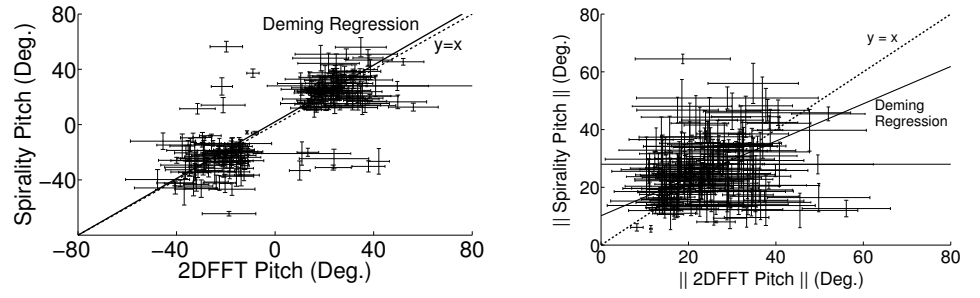 Deming Regression
y=x
Spirality Pitch (Deg.)
80
40
0
−40
−80
−40
0
40
80
2DFFT Pitch (Deg.)
y = x
Deming
Regression
|| Spirality Pitch || (Deg.)
80
60
40
20
0
0
20
40
60
80
|| 2DFFT Pitch || (Deg.)